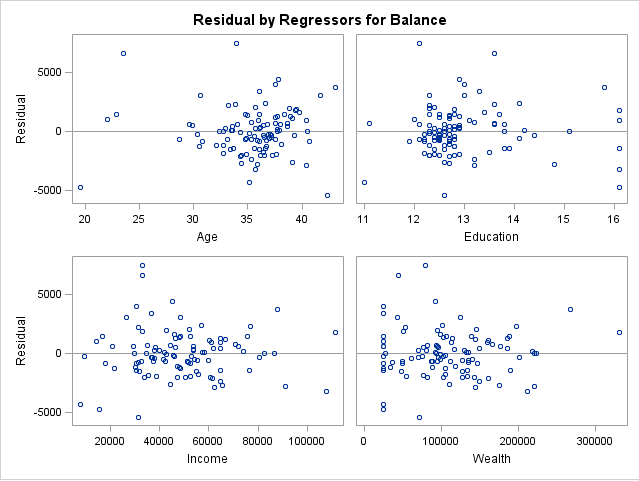 Residual by Regressors for Balance
Residual
5000
0
-5000
20 25 30 35 40
Age
11 12 13 14 15 16
Education
Residual
5000
0
-5000
20000 40000 60000 80000 100000
Income
0 100000 200000 300000
Wealth